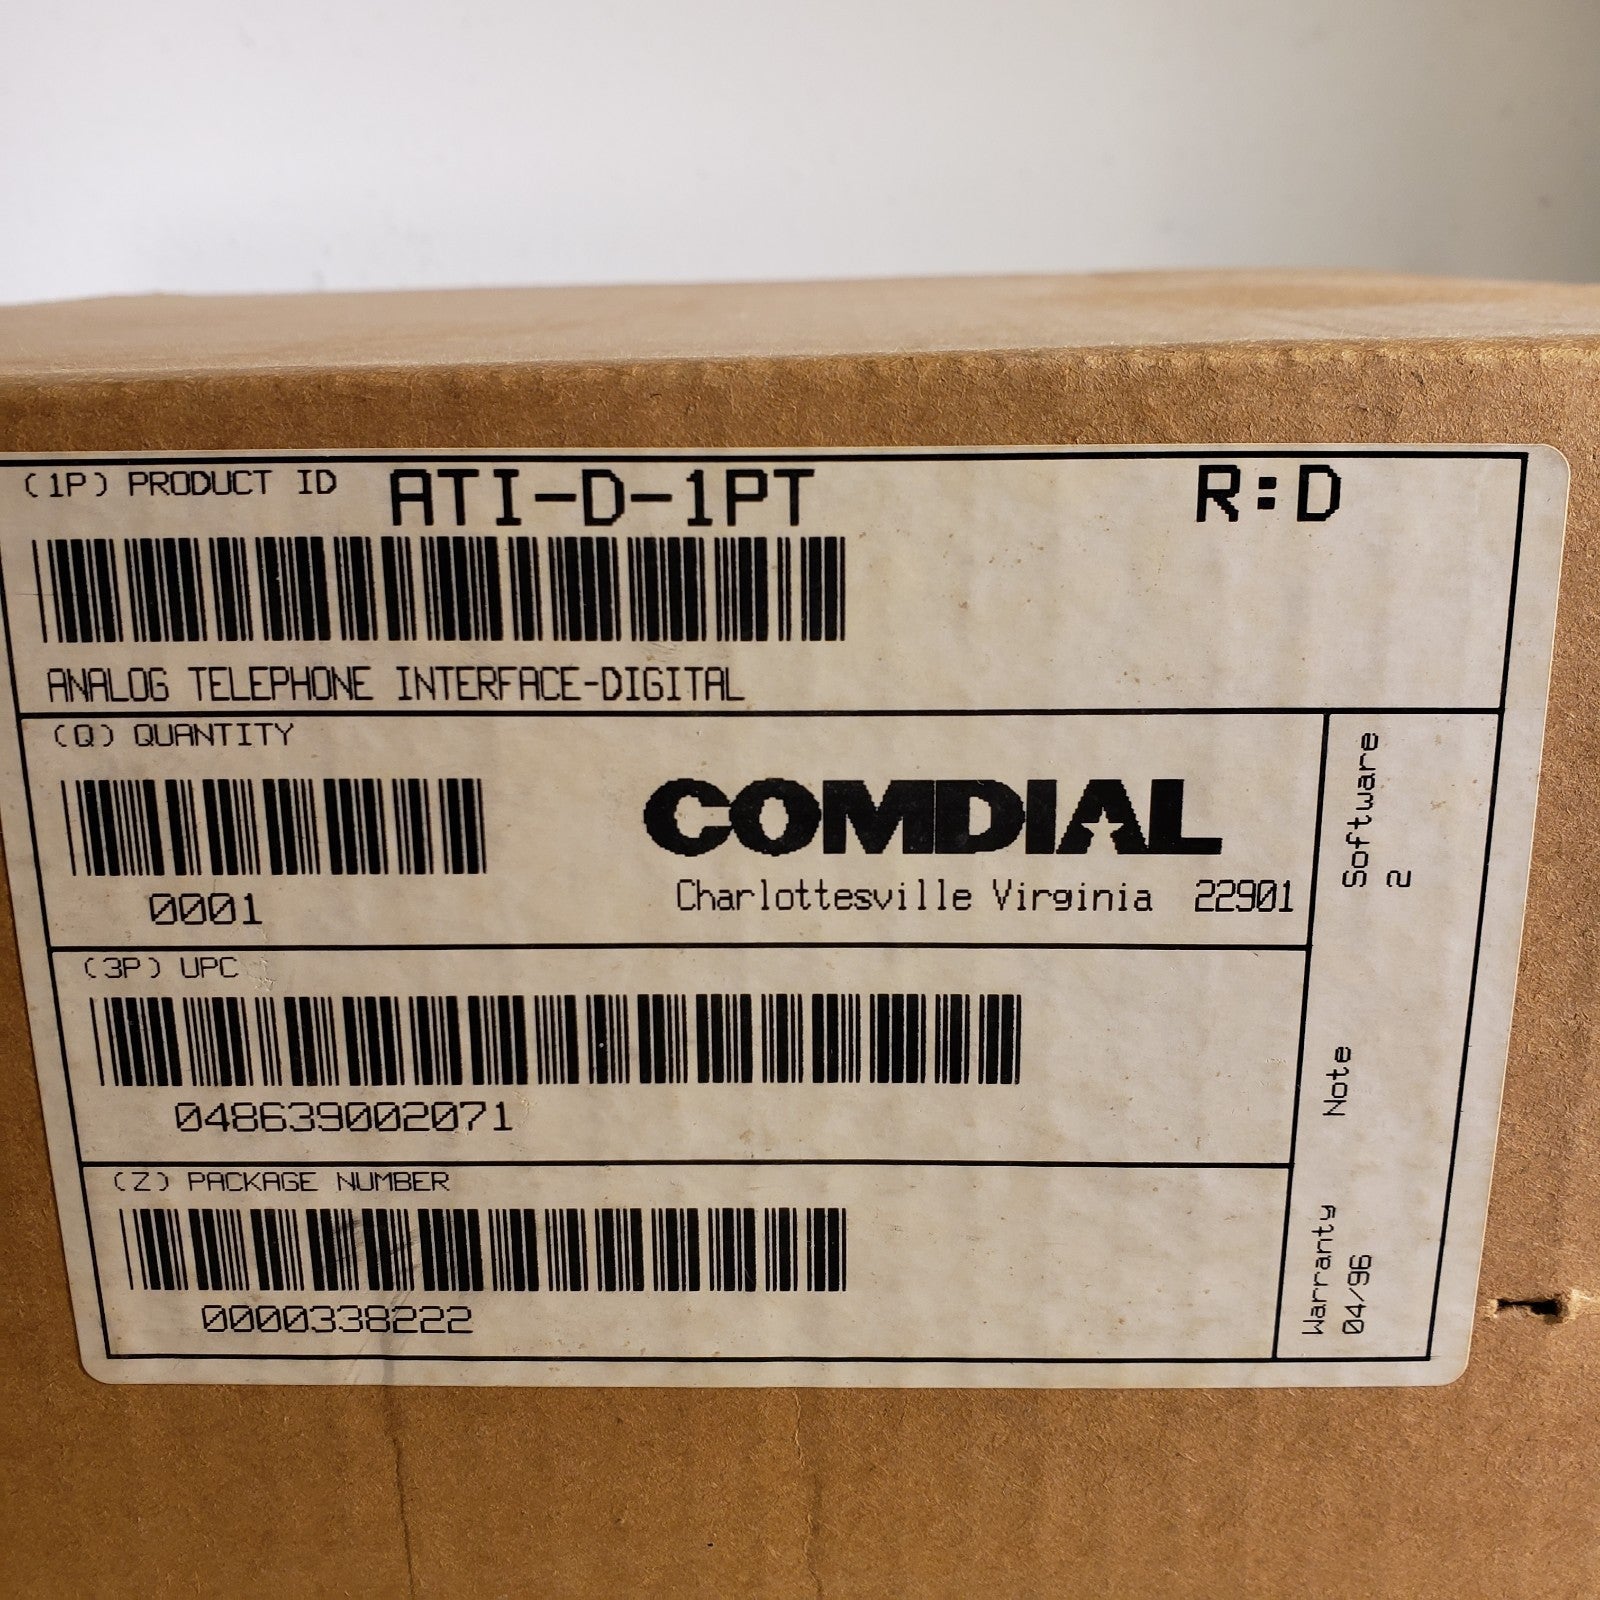 (1P) PRODUCT ID ATI-D-1PT R:D
ANALOG TELEPHONE INTERFACE-DIGITAL
(Q) QUANTITY
0001
COMDIAL
Charlottesville Virginia 22901
(3P) UPC
048639002071
(Z) PACKAGE NUMBER
0000338222
Software
2
Note
Warranty
04/96